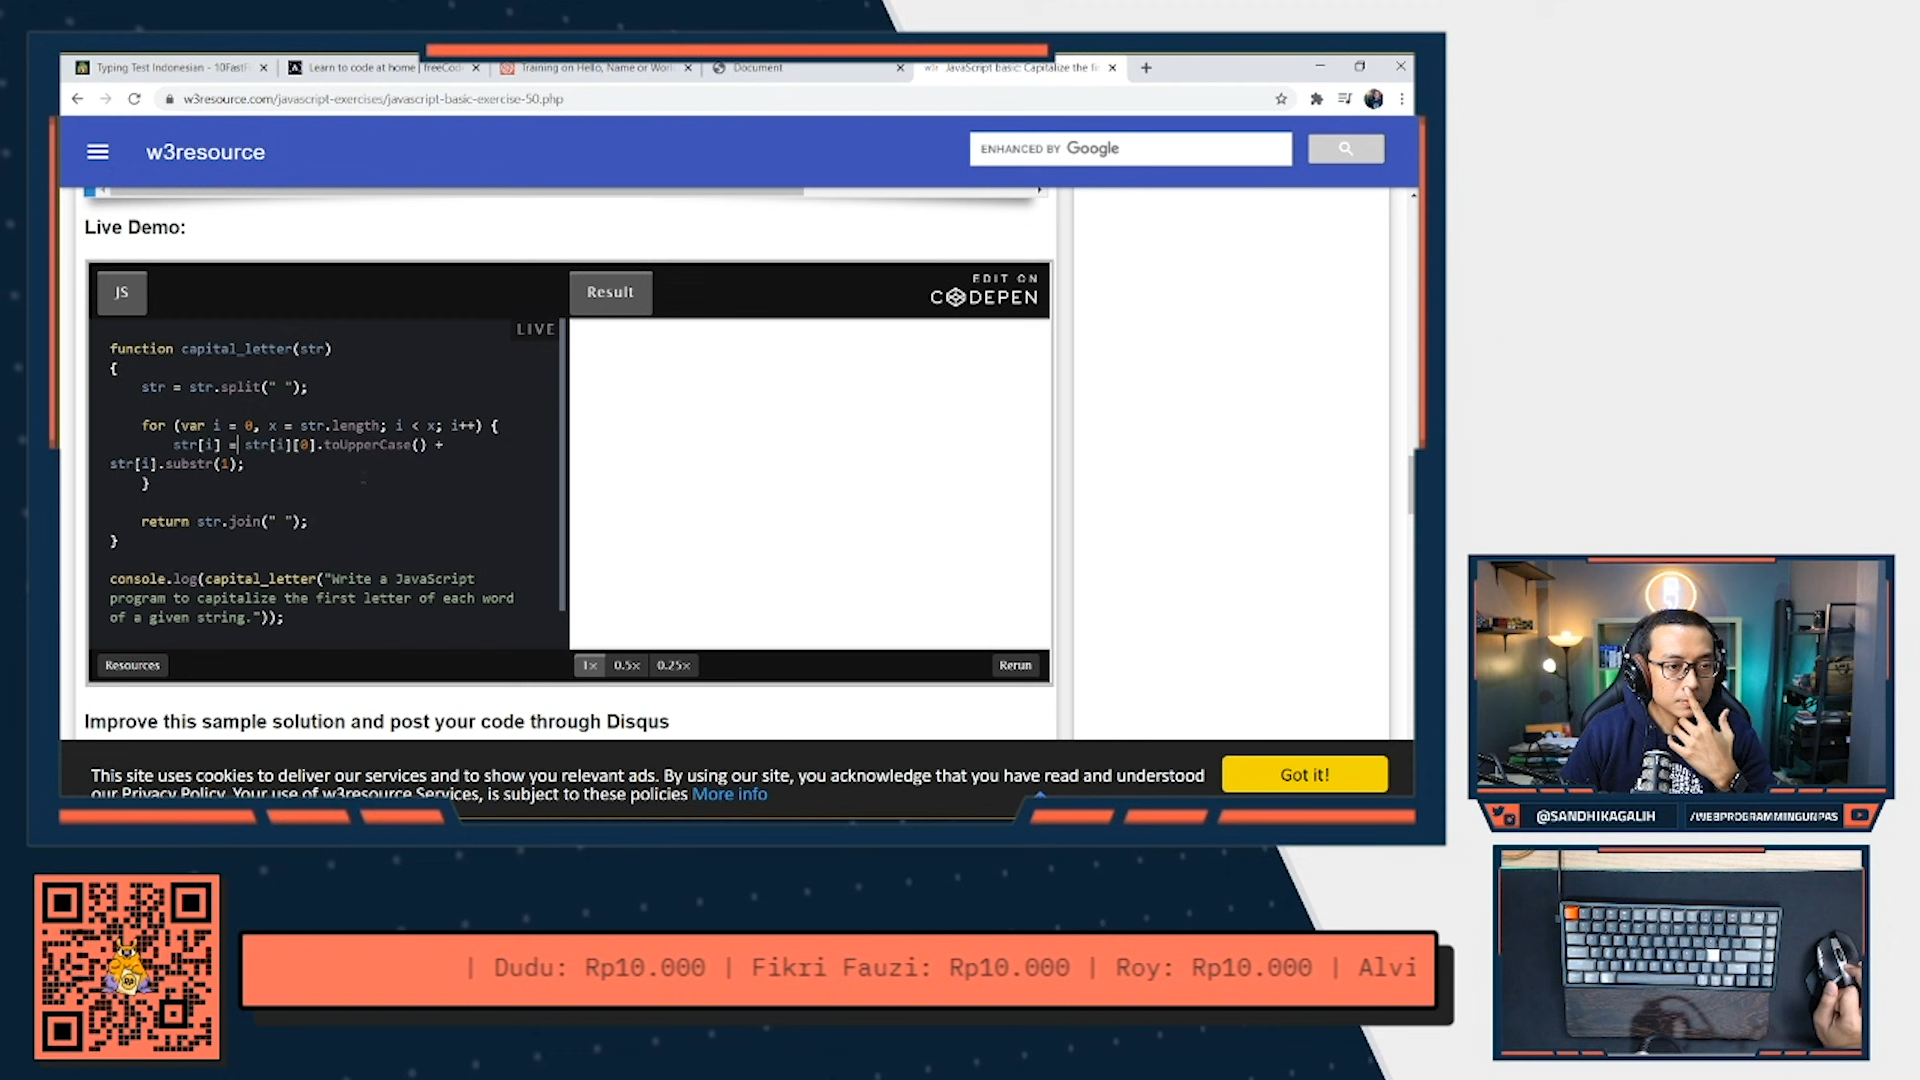 Typing Test Indonesian - 10FastF
Learn to code at home | freeCod
Training on Hello, Name or Worl
Document
JavaScript basic: Capitalize the fi
w3resource.com/javascript-exercises/javascript-basic-exercise-50.php
w3resource
ENHANCED BY Google
Live Demo:
JS
Result
EDIT ON
CODEPEN
LIVE
function capital_letter(str)
{
str = str.split(" ");
for (var i = 0, x = str.length; i < x; i++) {
str[i] = str[i][0].toUpperCase() +
str[i].substr(1);
}
return str.join(" ");
}
console.log(capital_letter("Write a JavaScript
program to capitalize the first letter of each word
of a given string."));
Resources
1×
0.5×
0.25×
Rerun
Improve this sample solution and post your code through Disqus
This site uses cookies to deliver our services and to show you relevant ads. By using our site, you acknowledge that you have read and understood
our Privacy Policy. Your use of w3resource Services, is subject to these policies More info
Got it!
@SANDHIKAGALIH
/WEBPROGRAMMINGUNPAS
| Dudu: Rp10.000 | Fikri Fauzi: Rp10.000 | Roy: Rp10.000 | Alvi